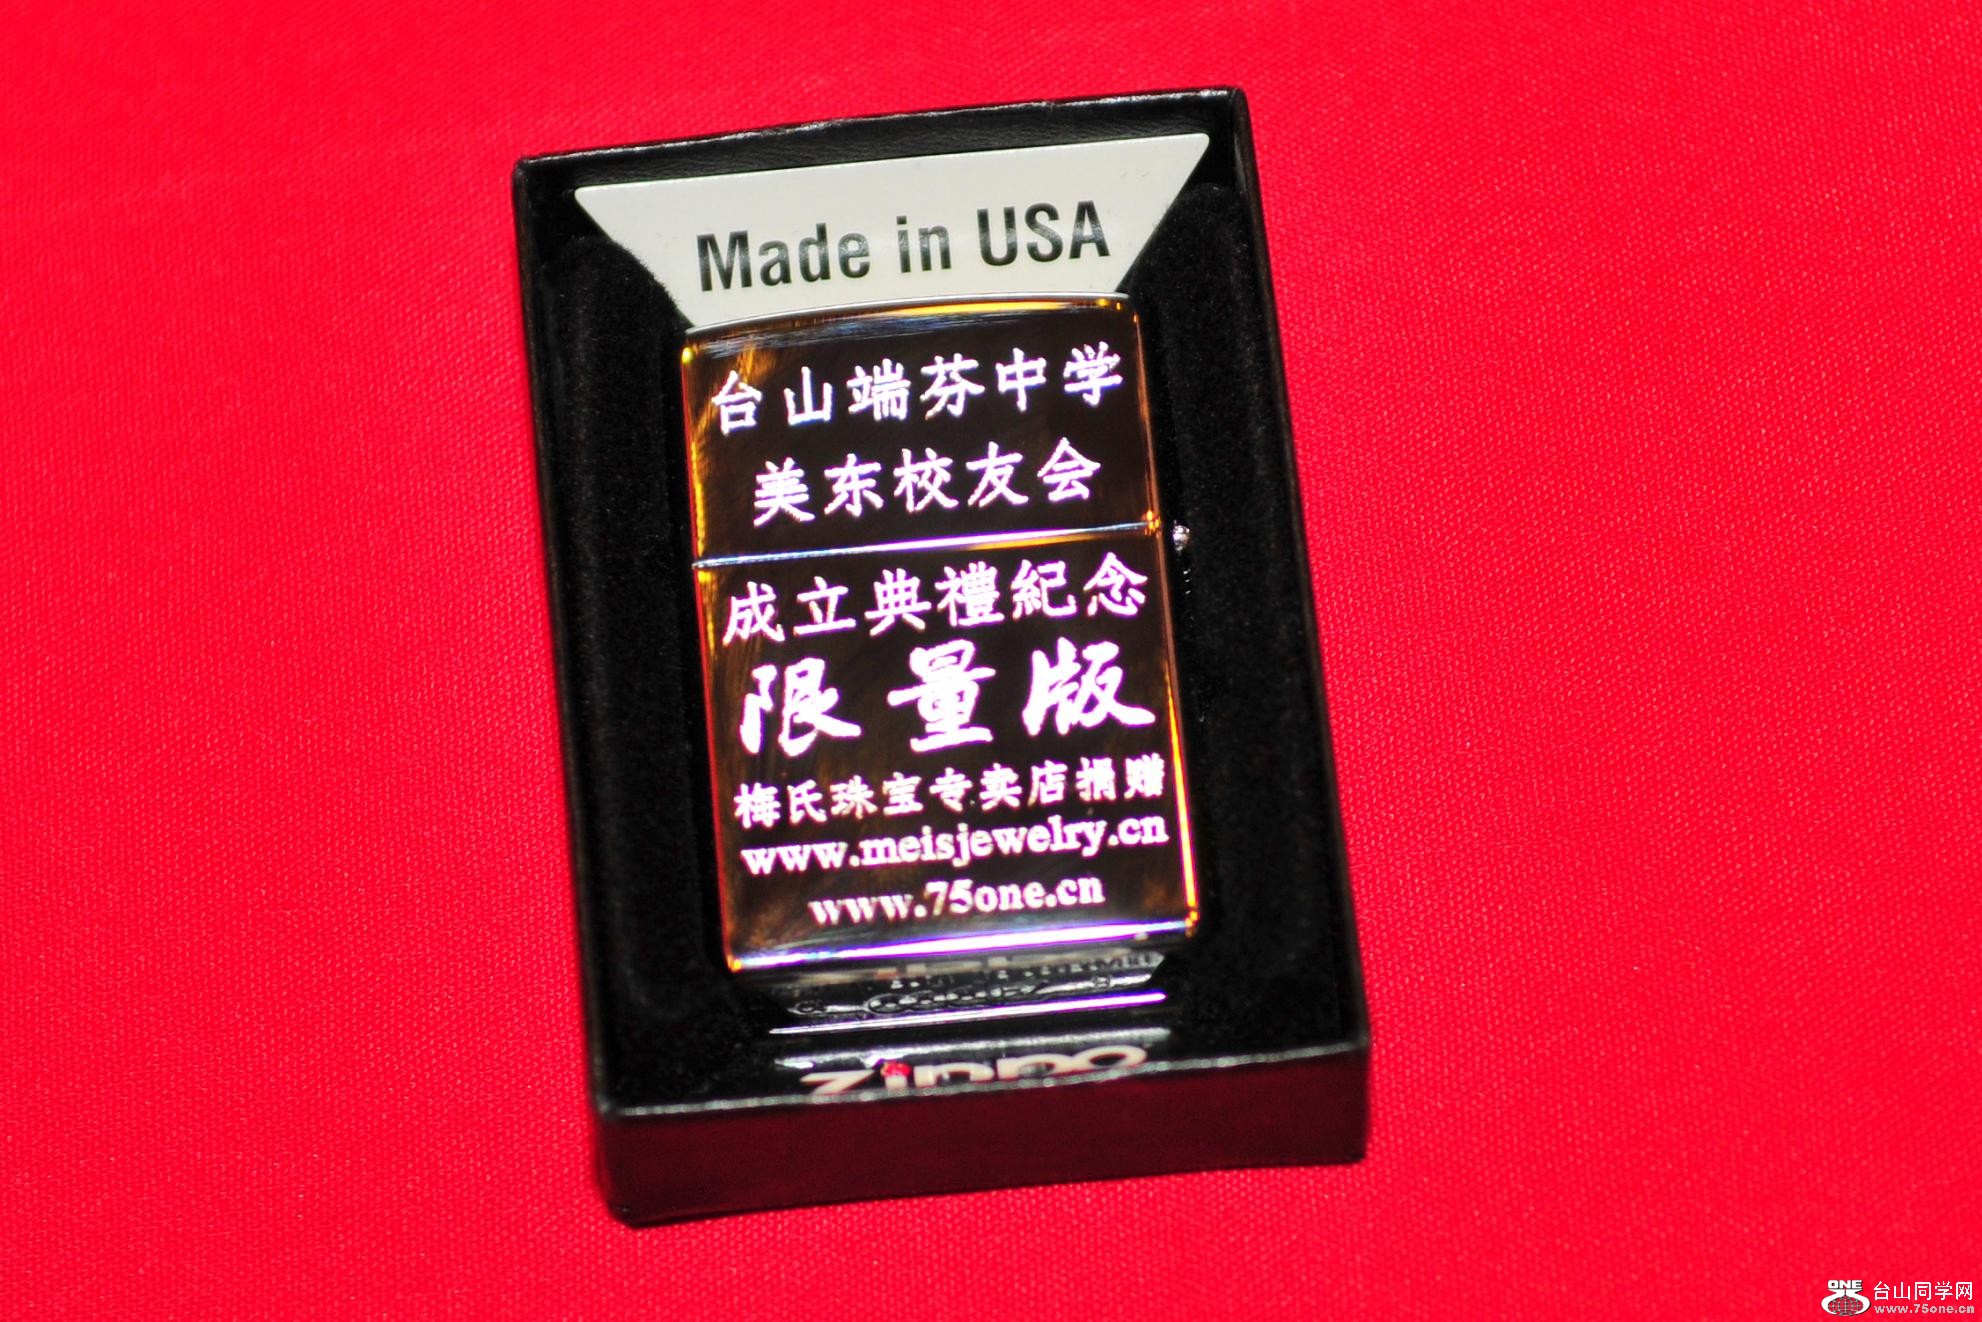 Made in USA
台山端芬中学
美东校友会
成立典禮紀念
限量版
梅氏珠宝专卖店捐赠
www.meisjewelry.cn
www.75one.cn
zippo
ONE 台山同学网
www.75one.cn